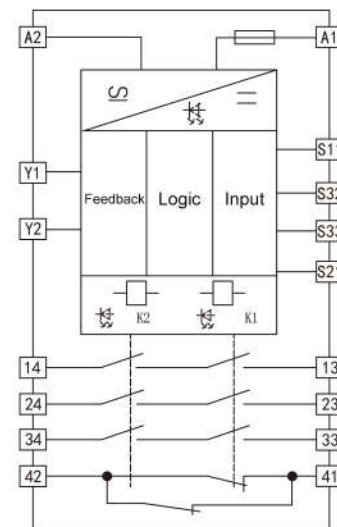 A2 A1
IS =
Y1 S11
Feedback Logic Input
S32
Y2 S33
S21
K2 K1
14 13
24 23
34 33
42 41